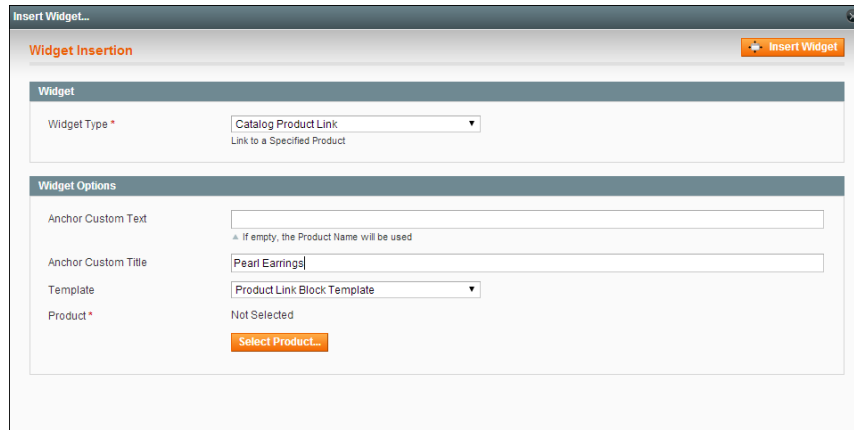 Insert Widget...
Widget Insertion
Insert Widget
Widget
Widget Type *
Catalog Product Link
Link to a Specified Product
Widget Options
Anchor Custom Text
If empty, the Product Name will be used
Anchor Custom Title
Pearl Earrings
Template
Product Link Block Template
Product *
Not Selected
Select Product...